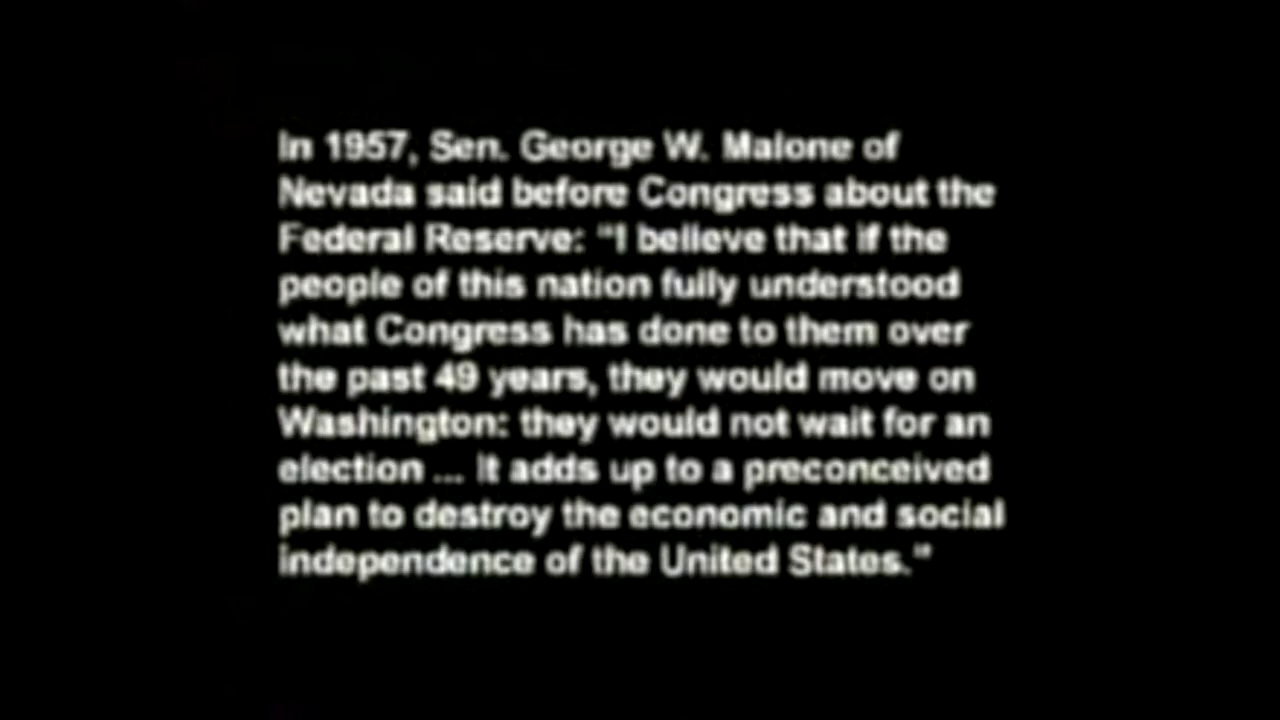 In 1957, Sen. George W. Malone of
Nevada said before Congress about the
Federal Reserve: "I believe that if the
people of this nation fully understood
what Congress has done to them over
the past 49 years, they would move on
Washington: they would not wait for an
election ... It adds up to a preconceived
plan to destroy the economic and social
independence of the United States."